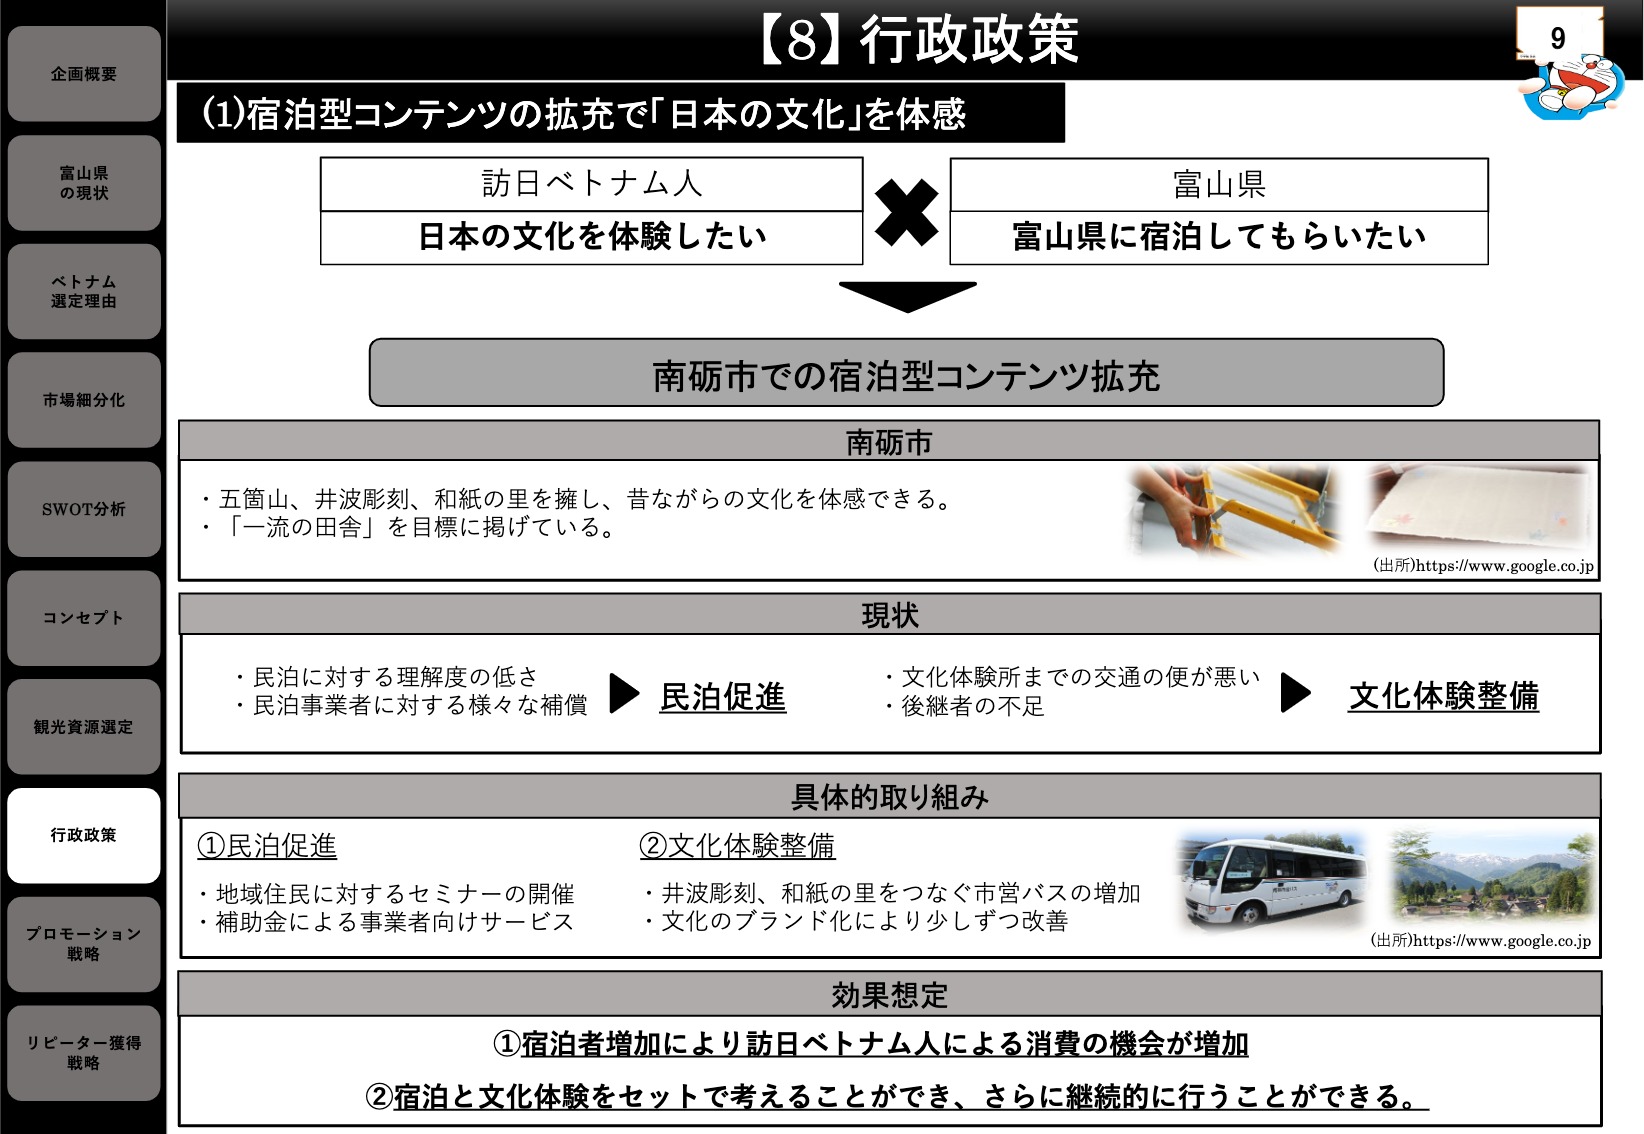 【8】行政政策
9
企画概要
富山県
の現状
ベトナム
選定理由
市場細分化
SWOT分析
コンセプト
観光資源選定
行政政策
プロモーション
戦略
リピーター獲得
戦略
(1)宿泊型コンテンツの拡充で「日本の文化」を体感
訪日ベトナム人
日本の文化を体験したい
富山県
富山県に宿泊してもらいたい
南砺市での宿泊型コンテンツ拡充
南砺市
・五箇山、井波彫刻、和紙の里を擁し、昔ながらの文化を体感できる。
・「一流の田舎」を目標に掲げている。
(出所)https://www.google.co.jp
現状
・民泊に対する理解度の低さ
・民泊事業者に対する様々な補償
民泊促進
・文化体験所までの交通の便が悪い
・後継者の不足
文化体験整備
具体的取り組み
①民泊促進
・地域住民に対するセミナーの開催
・補助金による事業者向けサービス
②文化体験整備
・井波彫刻、和紙の里をつなぐ市営バスの増加
・文化のブランド化により少しずつ改善
(出所)https://www.google.co.jp
効果想定
①宿泊者増加により訪日ベトナム人による消費の機会が増加
②宿泊と文化体験をセットで考えることができ、さらに継続的に行うことができる。